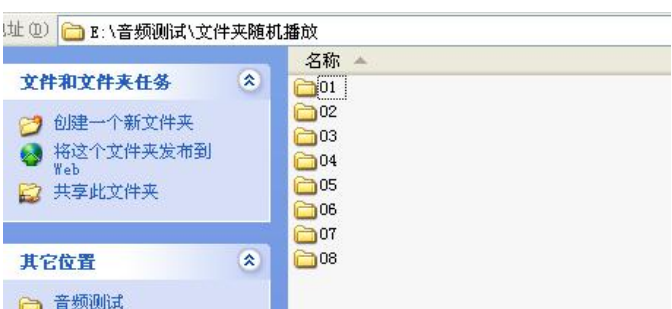 址(D) E:\音频测试\文件夹随机播放
名称
文件和文件夹任务
创建一个新文件夹
将这个文件夹发布到
Web
共享此文件夹
其它位置
音频测试
01
02
03
04
05
06
07
08